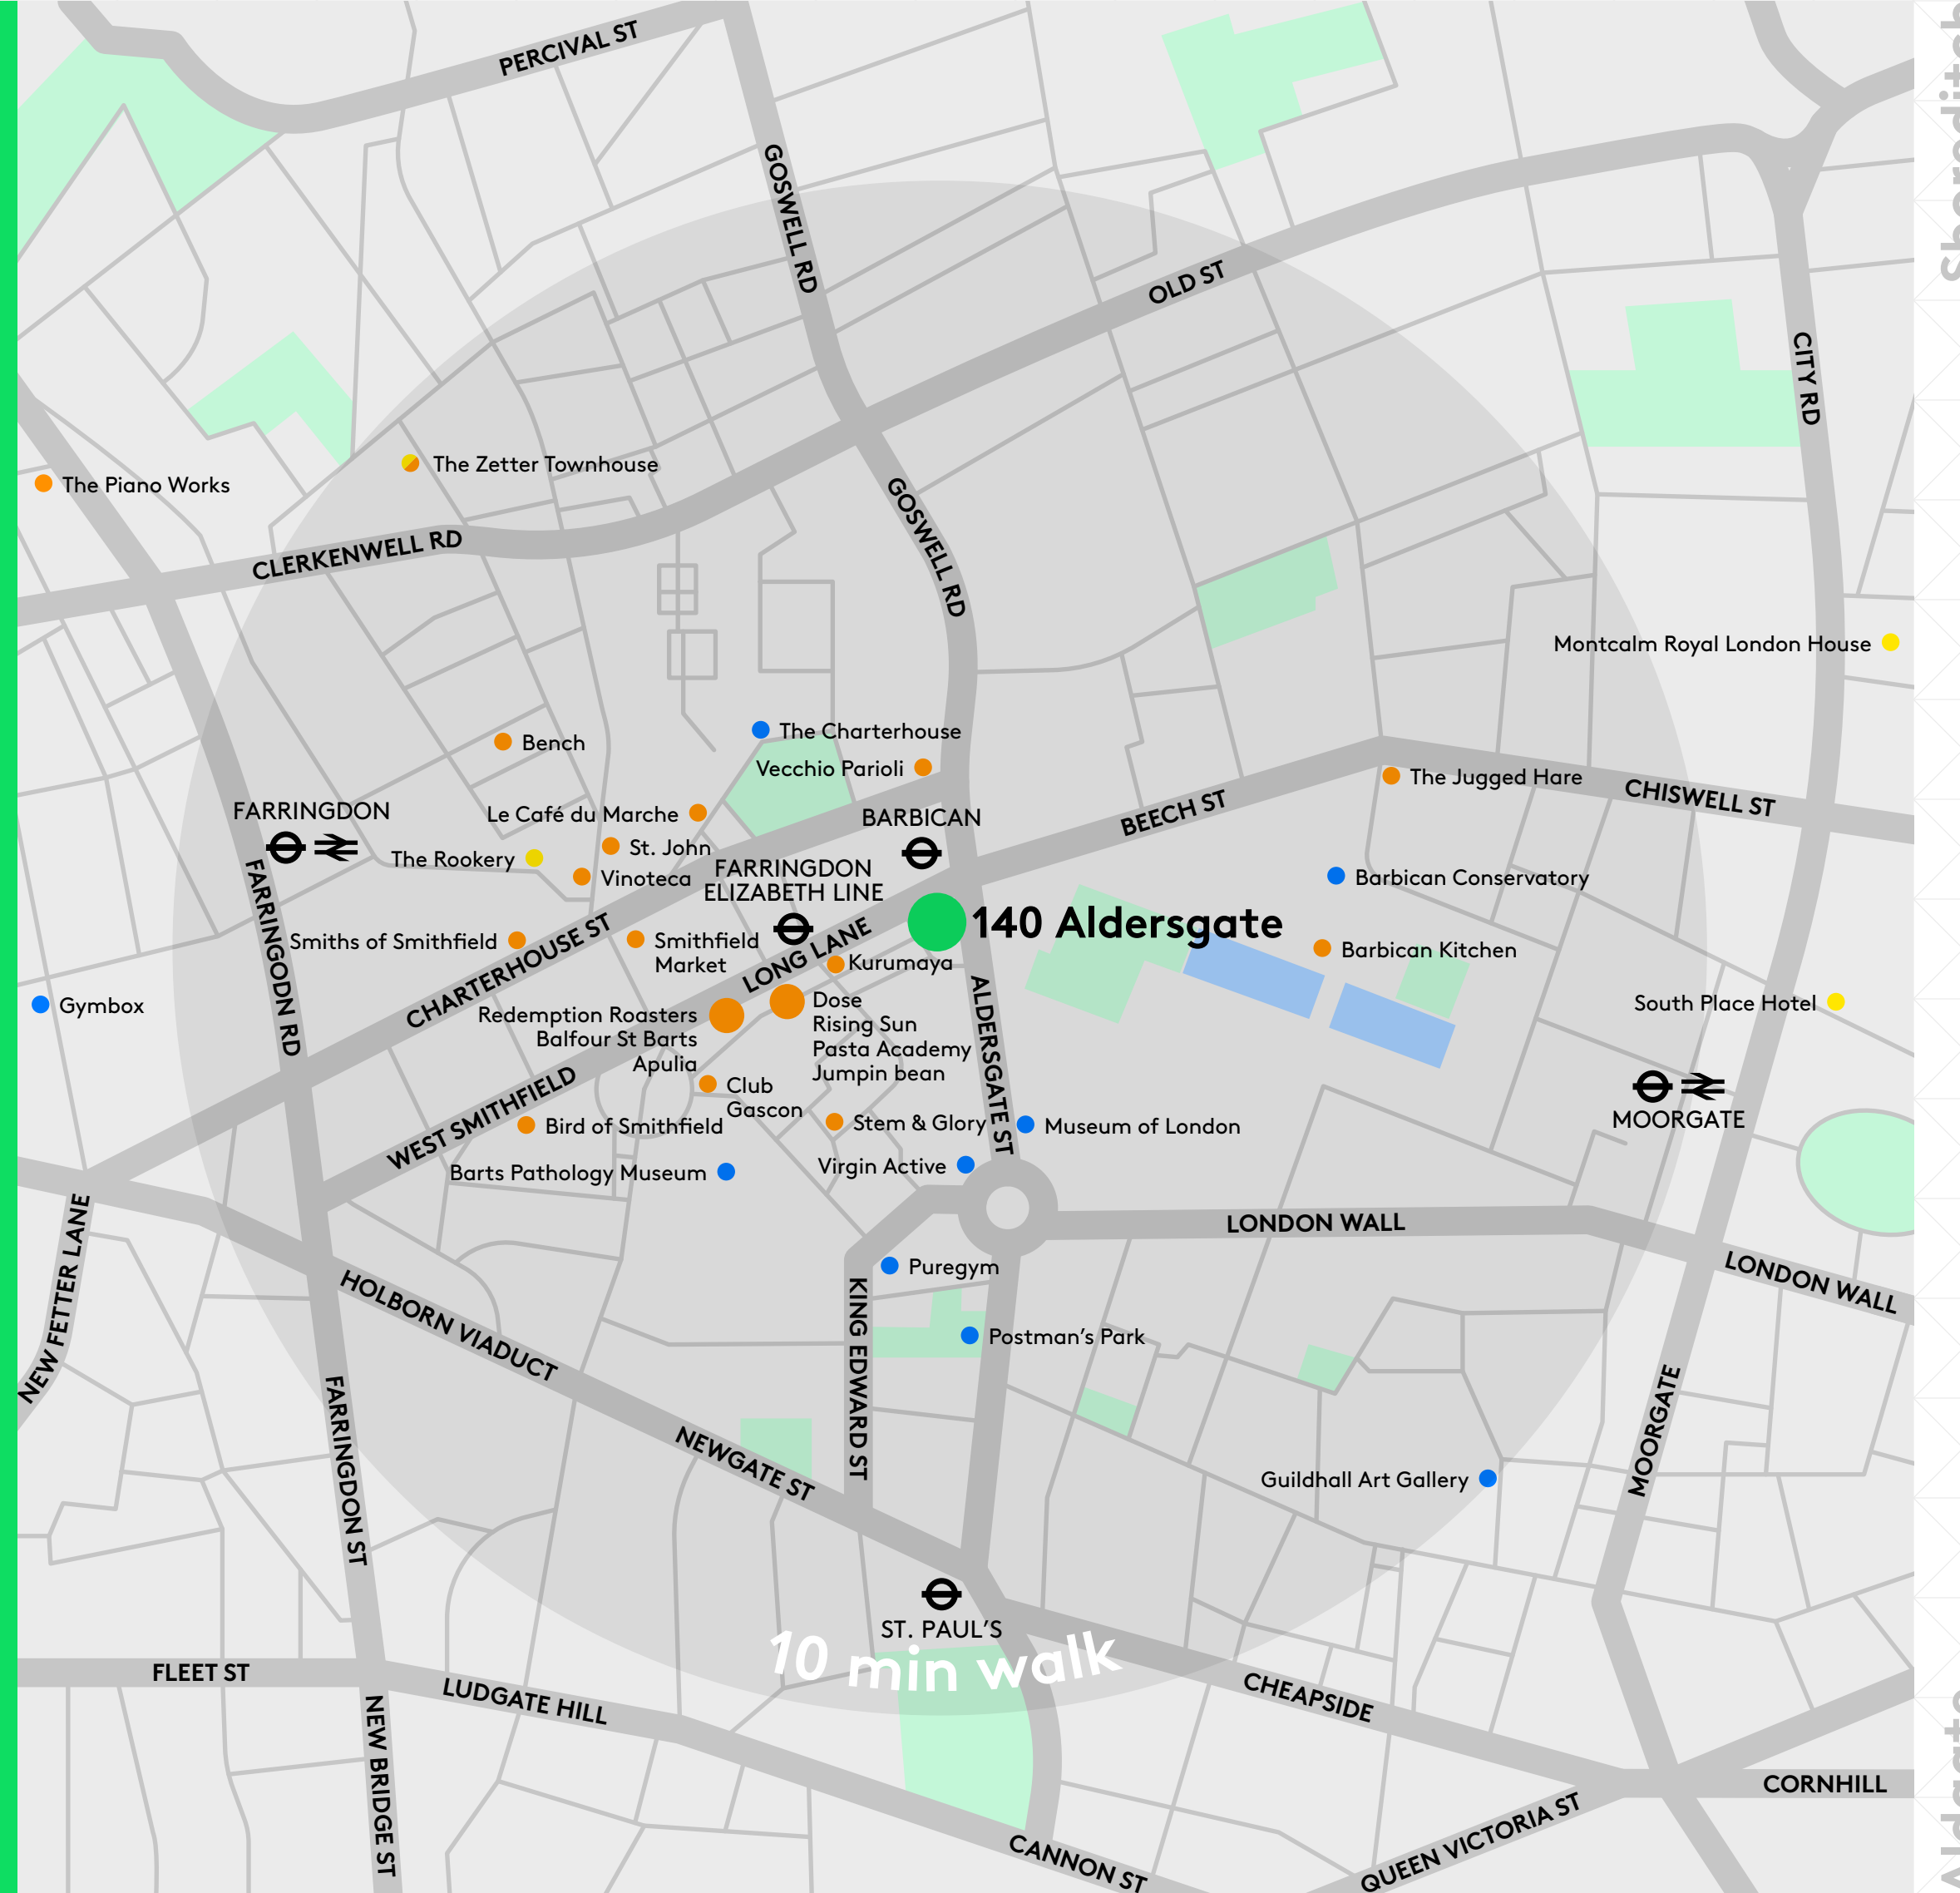 PERCIVAL ST
GOSWELL RD
OLD ST
CITY RD
Shoreditch
The Zetter Townhouse
The Piano Works
GOSWELL RD
CLERKENWELL RD
Montcalm Royal London House
The Charterhouse
Bench
Vecchio Parioli
The Jugged Hare
CHISWELL ST
FARRINGDON
Le Café du Marche
BARBICAN
BEECH ST
St. John
The Rookery
FARRINGDON
ELIZABETH LINE
Vinoteca
Barbican Conservatory
140 Aldersgate
FARRINGODN RD
Smiths of Smithfield
CHARTERHOUSE ST
Smithfield
Market
LONG LANE
Kurumaya
Barbican Kitchen
Gymbox
South Place Hotel
Redemption Roasters
Balfour St Barts
Apulia
Dose
Rising Sun
Pasta Academy
Jumpin bean
ALDERSGATE ST
Club
Gascon
WEST SMITHFIELD
MOORGATE
Bird of Smithfield
Stem & Glory
Museum of London
Barts Pathology Museum
Virgin Active
LONDON WALL
NEW FETTER LANE
Puregym
LONDON WALL
HOLBORN VIADUCT
KING EDWARD ST
Postman’s Park
FARRINGDON ST
NEWGATE ST
MOORGATE
Guildhall Art Gallery
ST. PAUL’S
10 min walk
FLEET ST
LUDGATE HILL
CHEAPSIDE
NEW BRIDGE ST
CORNHILL
CANNON ST
QUEEN VICTORIA ST
Aldgate